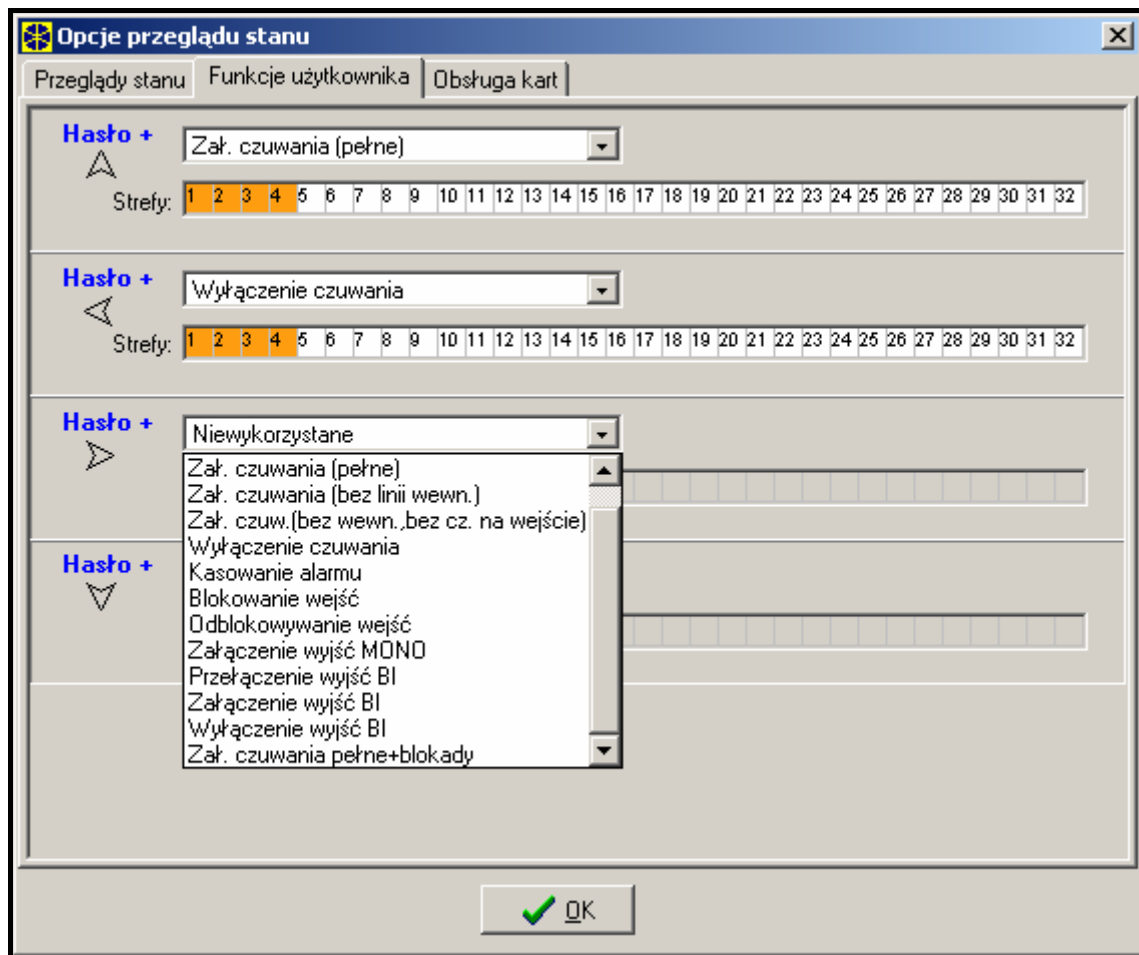 Opcje przeglądu stanu
Przeglądy stanu Funkcje użytkownika Obsługa kart
Hasło + Zał. czuwania (pełne)
Strefy: 1 2 3 4 5 6 7 8 9 10 11 12 13 14 15 16 17 18 19 20 21 22 23 24 25 26 27 28 29 30 31 32
Hasło + Wyłączenie czuwania
Strefy: 1 2 3 4 5 6 7 8 9 10 11 12 13 14 15 16 17 18 19 20 21 22 23 24 25 26 27 28 29 30 31 32
Hasło + Niewykorzystane
Zał. czuwania (pełne)
Zał. czuwania (bez linii wewn.)
Zał. czuw.(bez wewn.,bez cz. na wejście)
Wyłączenie czuwania
Hasło +
Kasowanie alarmu
Blokowanie wejść
Odblokowywanie wejść
Załączenie wyjść MONO
Przełączenie wyjść BI
Załączenie wyjść BI
Wyłączenie wyjść BI
Zał. czuwania pełne+blokady
OK